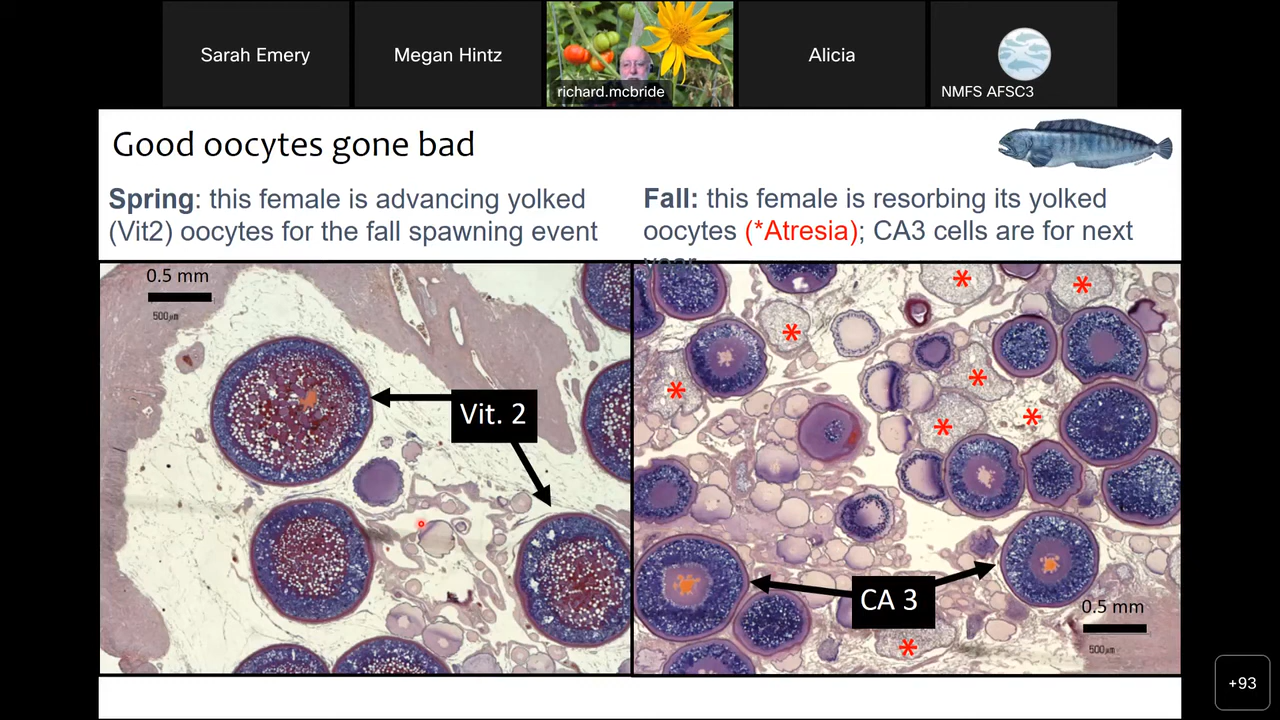 Sarah Emery
Megan Hintz
richard.mcbride
Alicia
NMFS AFSC3
Good oocytes gone bad
Spring: this female is advancing yolked
(Vit2) oocytes for the fall spawning event
Fall: this female is resorbing its yolked
oocytes (*Atresia); CA3 cells are for next
year
0.5 mm
500µm
Vit. 2
*
*
*
*
*
*
*
*
CA 3
0.5 mm
500µm
+93